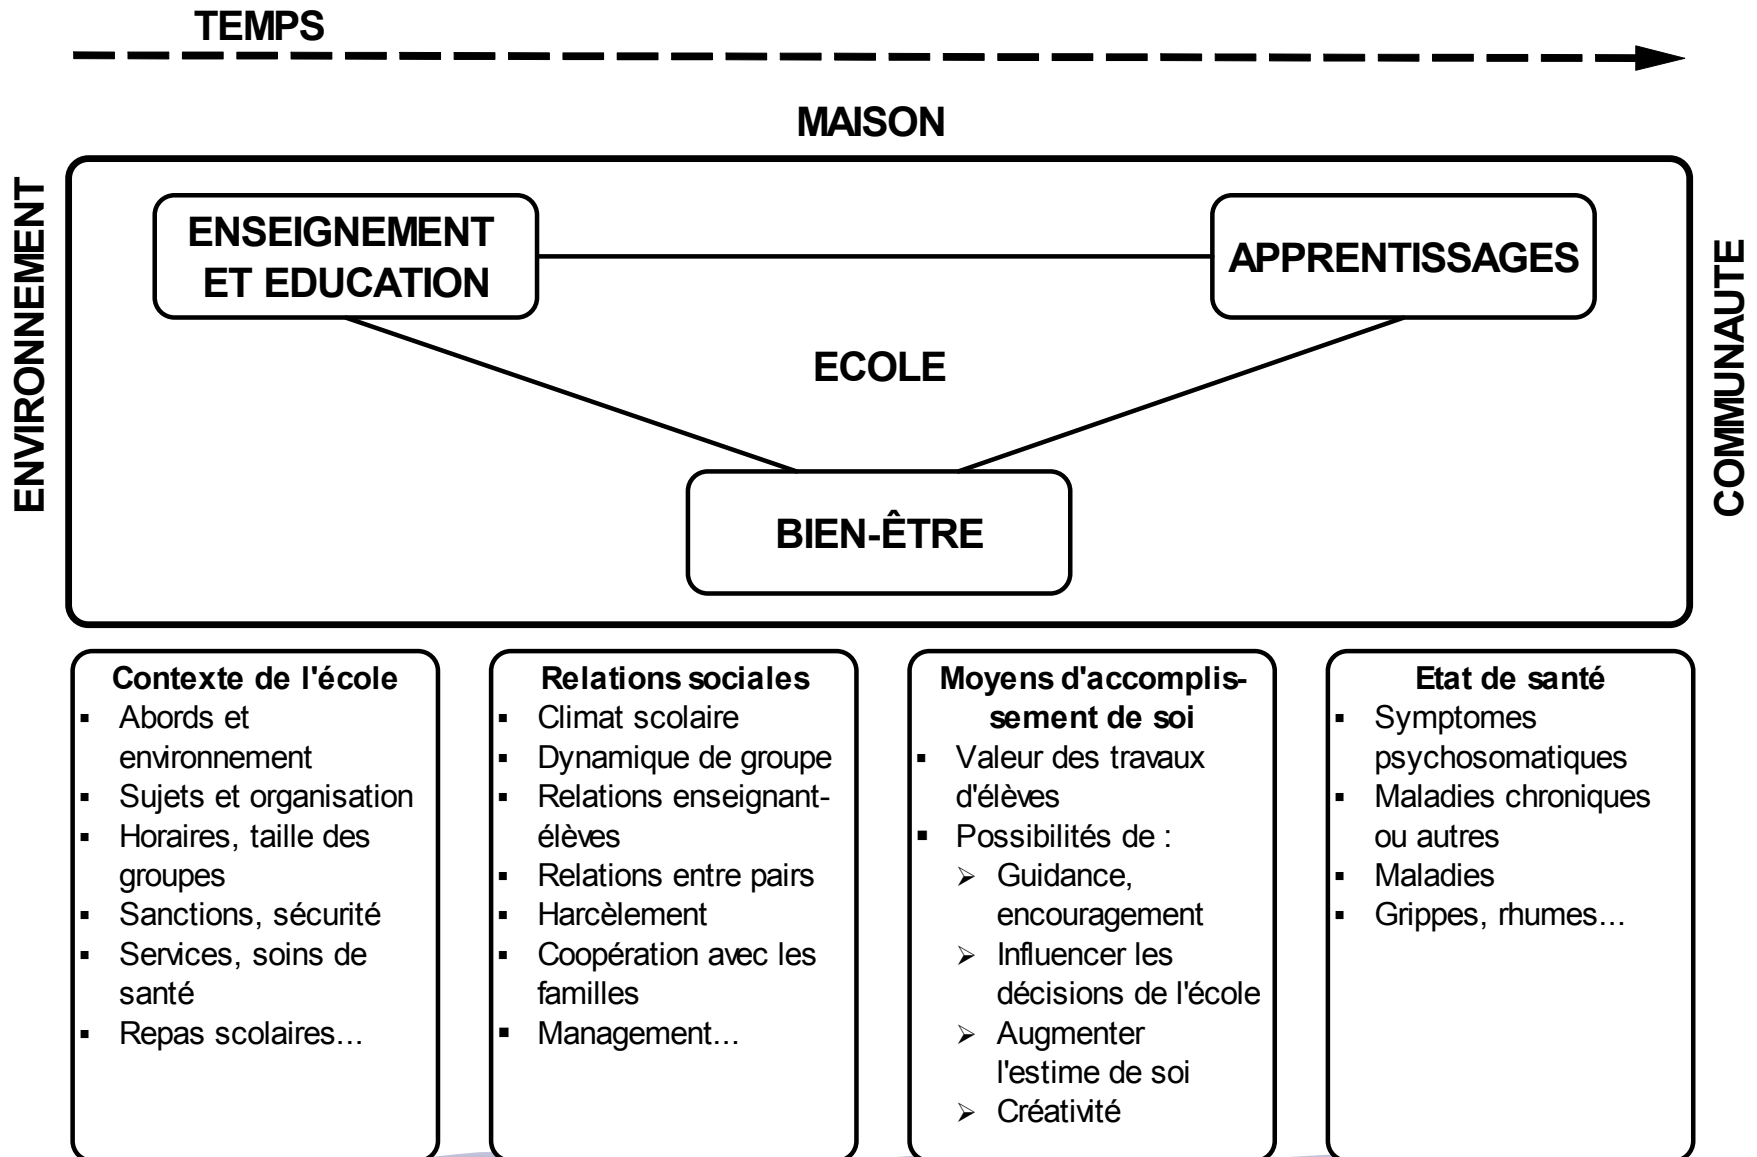 TEMPS
MAISON
ENVIRONNEMENT
ENSEIGNEMENT
ET EDUCATION
APPRENTISSAGES
COMMUNAUTE
ECOLE
BIEN-ÊTRE
Contexte de l'école
▪ Abords et
environnement
▪ Sujets et organisation
▪ Horaires, taille des
groupes
▪ Sanctions, sécurité
▪ Services, soins de
santé
▪ Repas scolaires...
Relations sociales
▪ Climat scolaire
▪ Dynamique de groupe
▪ Relations enseignant-
élèves
▪ Relations entre pairs
▪ Harcèlement
▪ Coopération avec les
familles
▪ Management...
Moyens d'accomplis-
sement de soi
▪ Valeur des travaux
d'élèves
▪ Possibilités de :
➢ Guidance,
encouragement
➢ Influencer les
décisions de l'école
➢ Augmenter
l'estime de soi
➢ Créativité
Etat de santé
▪ Symptomes
psychosomatiques
▪ Maladies chroniques
ou autres
▪ Maladies
▪ Grippes, rhumes...